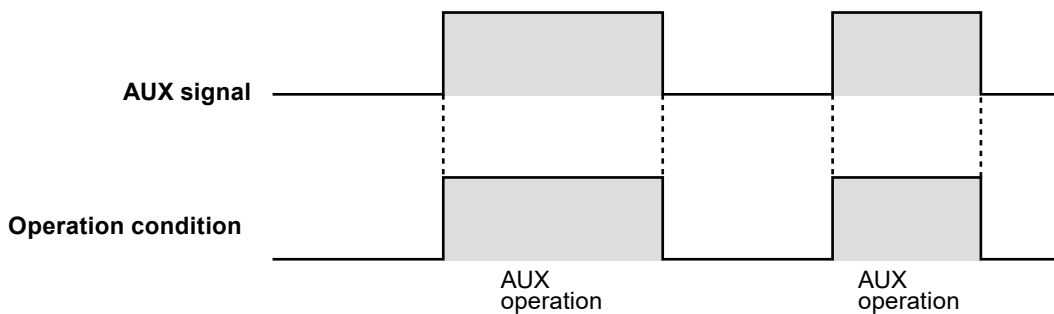 AUX signal
Operation condition
AUX
operation
AUX
operation